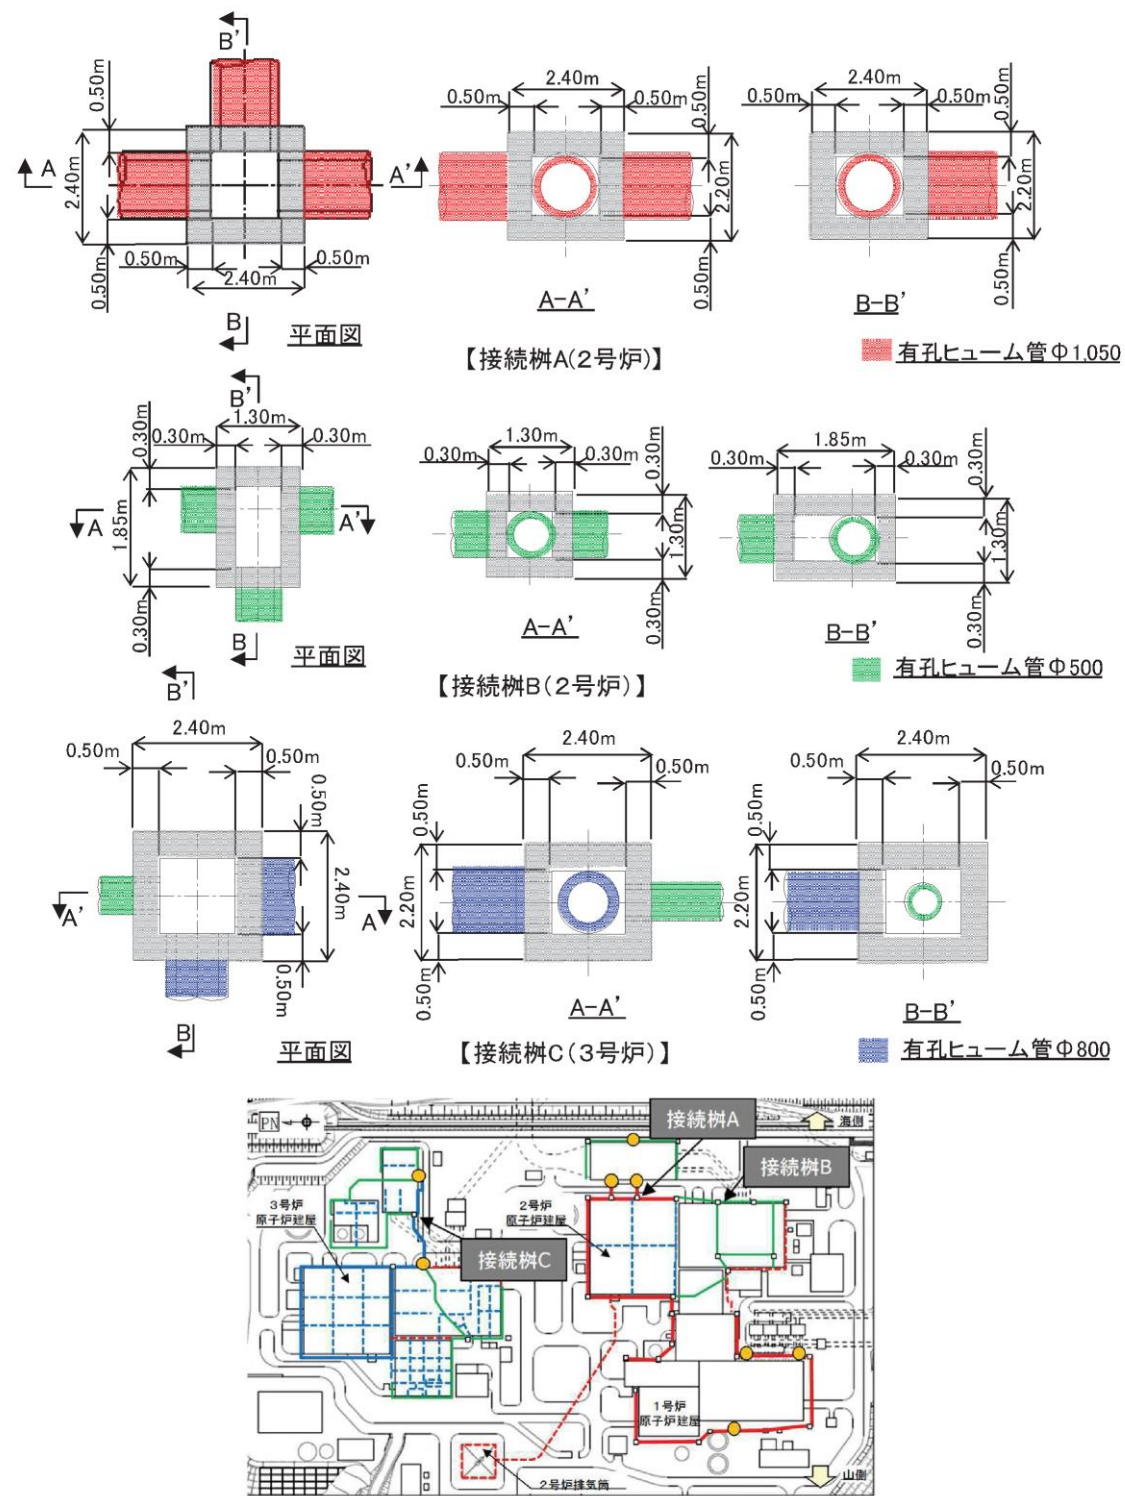 B'
0.50m
2.40m
A
A'
0.50m
0.50m
0.50m
2.40m
B
平面図
2.40m
0.50m
0.50m
0.50m
2.20m
0.50m
A-A'
2.40m
0.50m
0.50m
0.50m
2.20m
0.50m
B-B'
【接続桝A(2号炉)】
有孔ヒューム管Φ1,050
B'
1.30m
0.30m
0.30m
0.30m
1.85m
A
A'
0.30m
B
平面図
1.30m
0.30m
0.30m
0.30m
1.30m
0.30m
A-A'
1.85m
0.30m
0.30m
0.30m
1.30m
0.30m
B-B'
【接続桝B(2号炉)】
有孔ヒューム管Φ500
B'
2.40m
0.50m
0.50m
0.50m
2.40m
A'
A
0.50m
B
平面図
2.40m
0.50m
0.50m
0.50m
2.20m
0.50m
A-A'
2.40m
0.50m
0.50m
0.50m
2.20m
0.50m
B-B'
【接続桝C(3号炉)】
有孔ヒューム管Φ800
PN
接続桝A
海側
接続桝B
3号炉
原子炉建屋
2号炉
原子炉建屋
接続桝C
1号炉
原子炉建屋
2号炉排気筒
山側